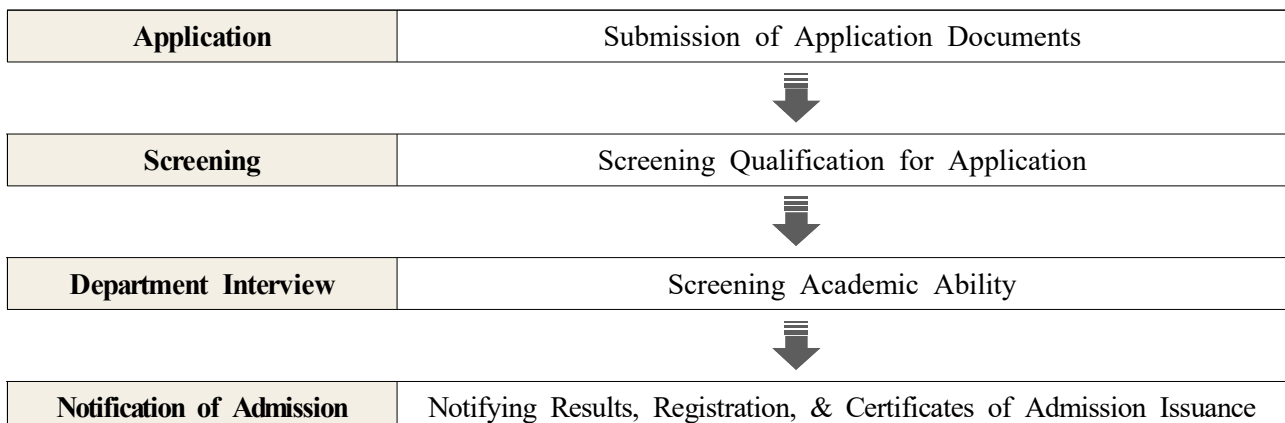 Application Submission of Application Documents
Screening Screening Qualification for Application
Department Interview Screening Academic Ability
Notification of Admission Notifying Results, Registration, & Certificates of Admission Issuance